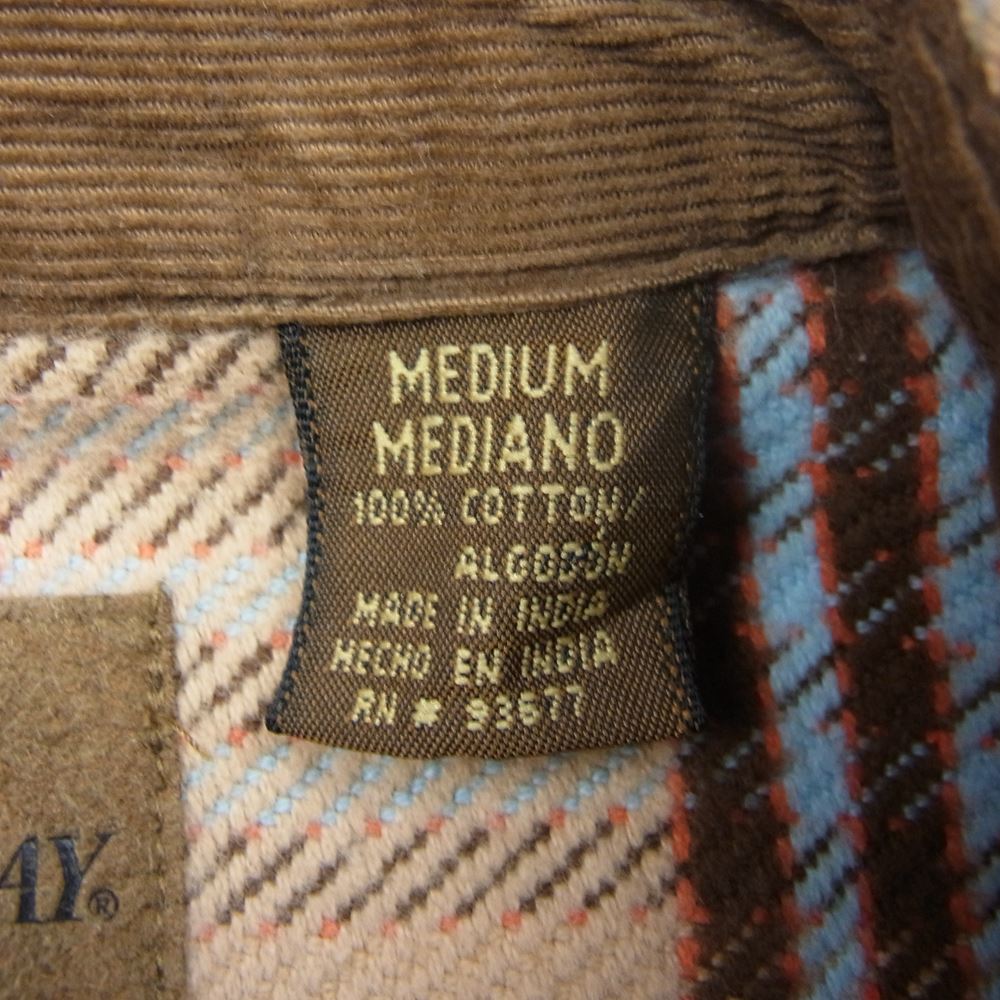 MEDIUM
MEDIANO
100% COTTON/
ALGODON
MADE IN INDIA
HECHO EN INDIA
RN # 93677
AY®